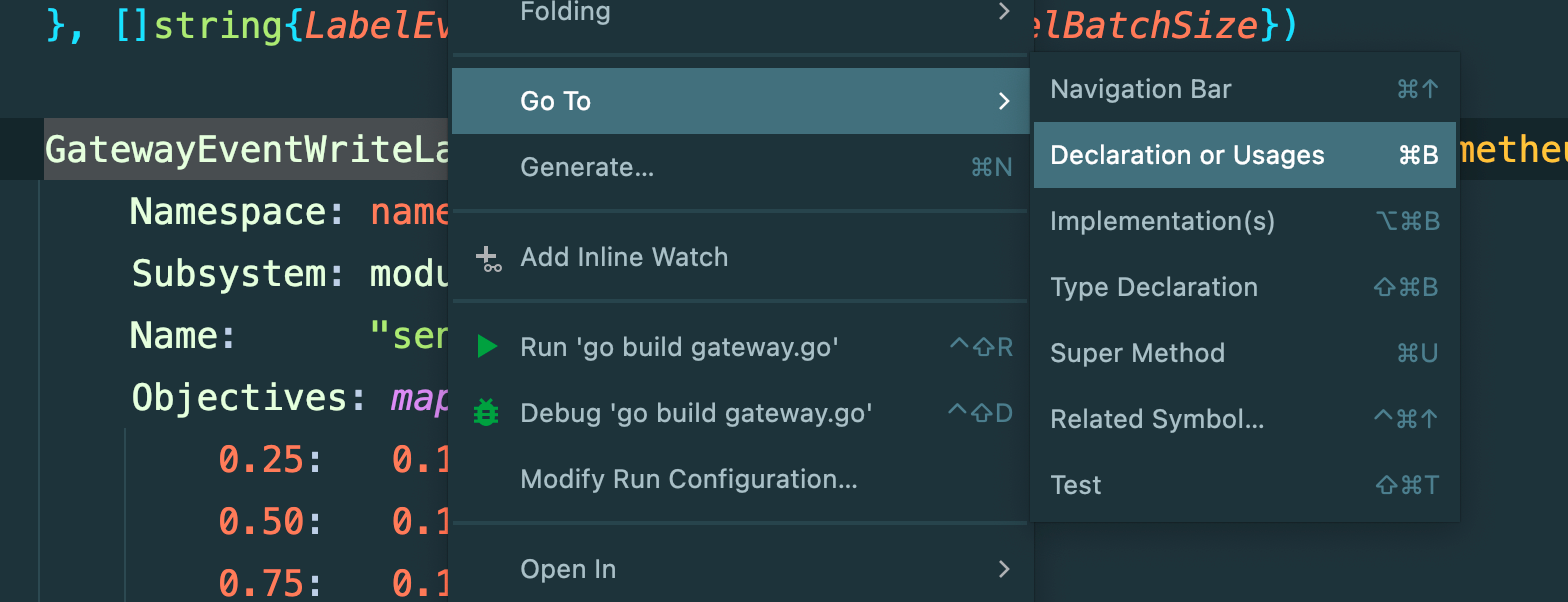 }, []string{LabelEv
elBatchSize})
GatewayEventWriteLa
metheu
Namespace: name
Subsystem: modu
Name: "ser
Objectives: map
0.25: 0.1
0.50: 0.1
0.75: 0.1
Folding
Go To
Generate... ⌘N
Add Inline Watch
Run 'go build gateway.go' ^⇧R
Debug 'go build gateway.go' ^⇧D
Modify Run Configuration...
Open In
Navigation Bar ⌘↑
Declaration or Usages ⌘B
Implementation(s) ⌥⌘B
Type Declaration ⇧⌘B
Super Method ⌘U
Related Symbol... ^⌘↑
Test ⇧⌘T